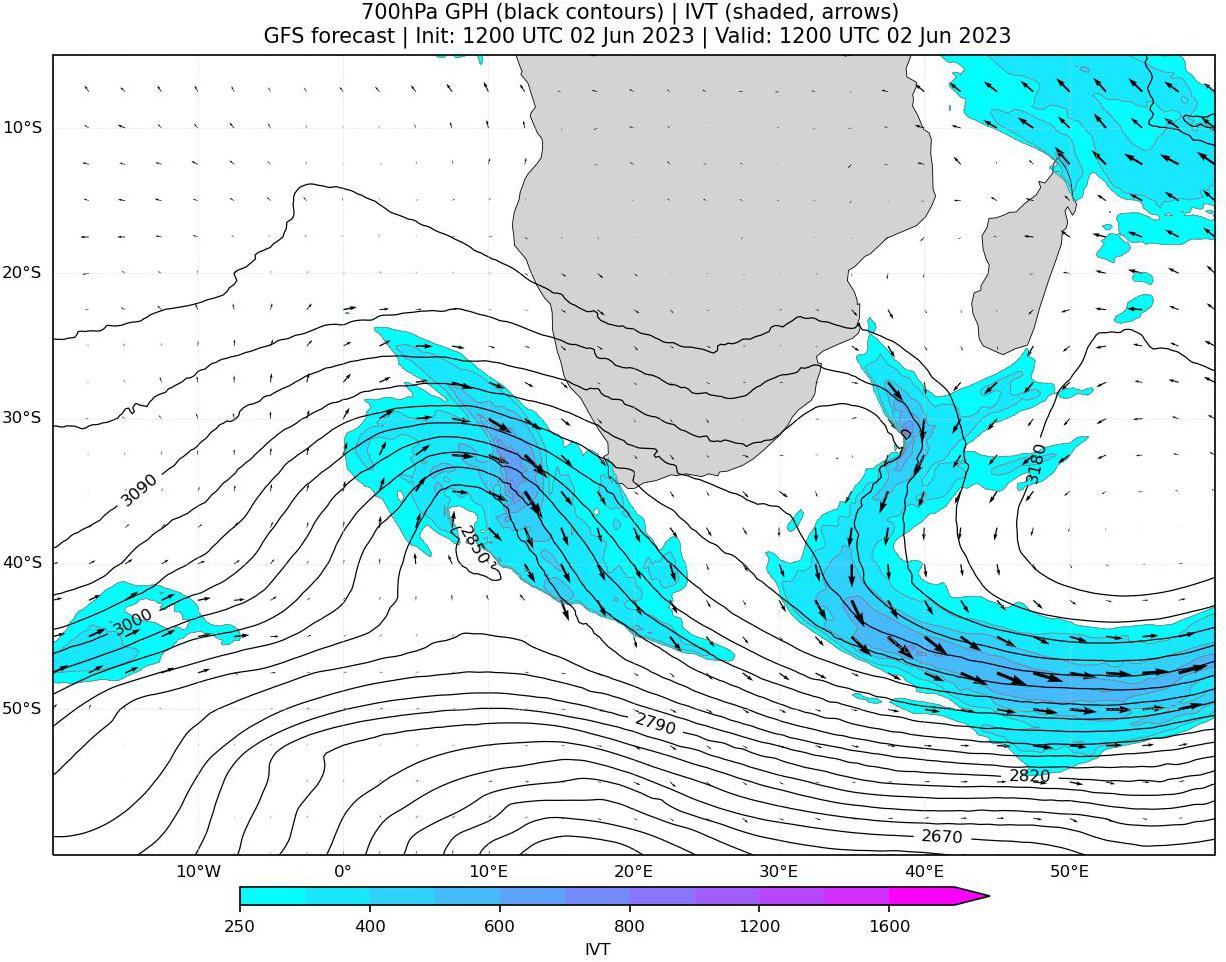 700hPa GPH (black contours) | IVT (shaded, arrows)
GFS forecast | Init: 1200 UTC 02 Jun 2023 | Valid: 1200 UTC 02 Jun 2023
10°S
20°S
30°S
3180
3090
2850
40°S
3000
50°S
2790
2820
2670
10°W 0° 10°E 20°E 30°E 40°E 50°E
250 400 600 800 1200 1600
IVT